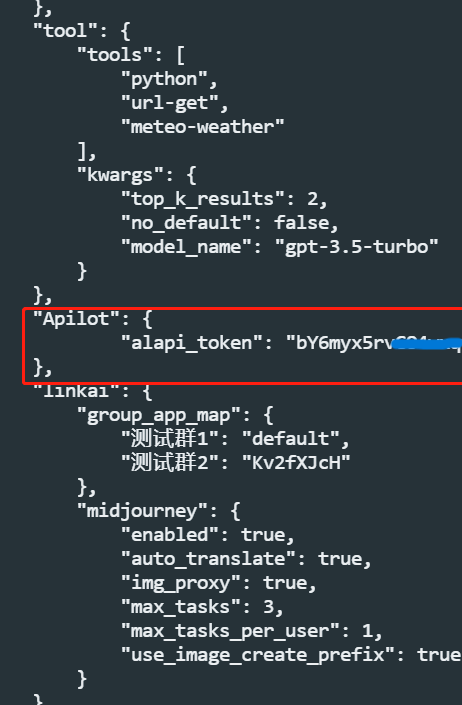 },
"tool": {
"tools": [
"python",
"url-get",
"meteo-weather"
],
"kwargs": {
"top_k_results": 2,
"no_default": false,
"model_name": "gpt-3.5-turbo"
}
},
"Apilot": {
"alapi_token":
},
"linkai": {
"group_app_map": {
"测试群1": "default",
"测试群2": "Kv2fXJcH"
},
"midjourney": {
"enabled": true,
"auto_translate": true,
"img_proxy": true,
"max_tasks": 3,
"max_tasks_per_user": 1,
"use_image_create_prefix": true
}
}